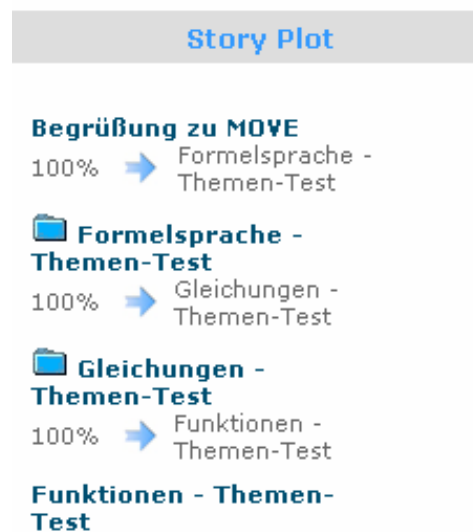 Story Plot
Begrüßung zu MOVE
100% Formelsprache -
Themen-Test
Formelsprache -
Themen-Test
100% Gleichungen -
Themen-Test
Gleichungen -
Themen-Test
100% Funktionen -
Themen-Test
Funktionen - Themen-
Test